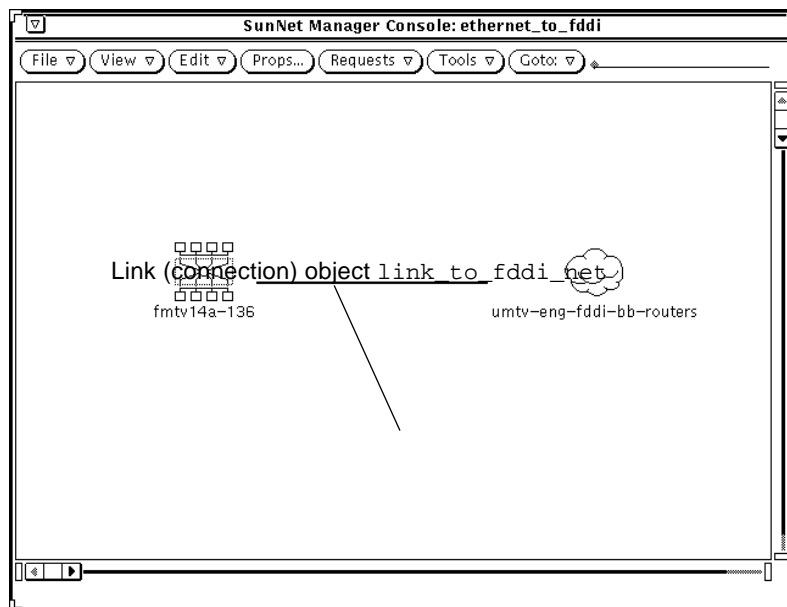 SunNet Manager Console: ethernet_to_fddi
File View Edit Props... Requests Tools Goto:
Link (connection) object link_to_fddi_net
fmtv14a-136 umtv-eng-fddi-bb-routers